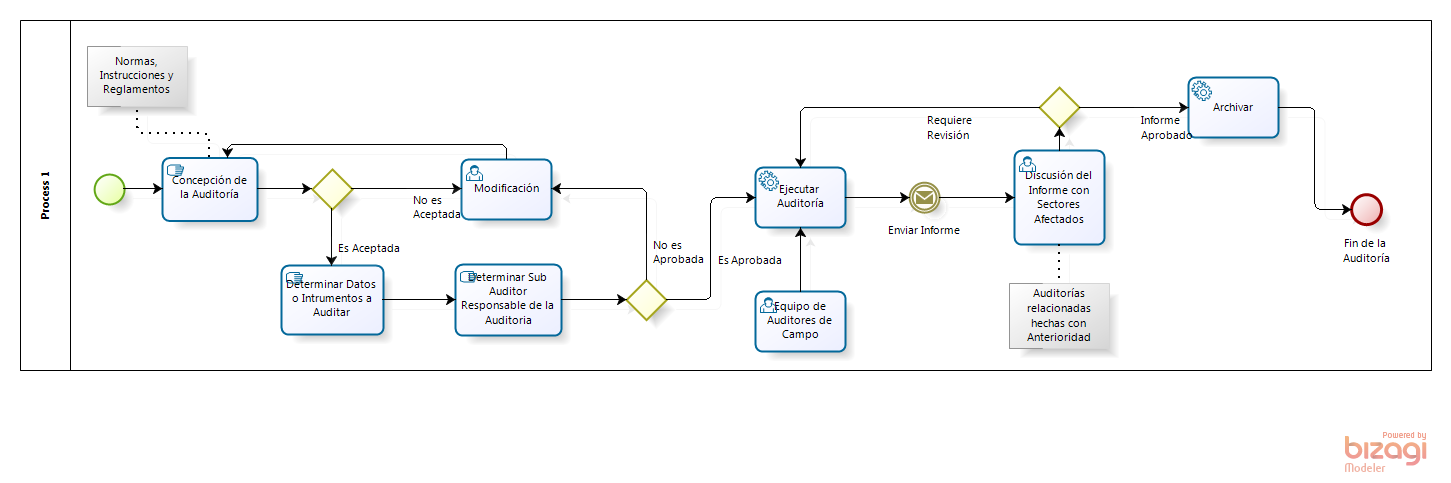 Process 1
Normas,
Instrucciones y
Reglamentos
Concepción de
la Auditoría
No es
Aceptada
Modificación
Es Aceptada
Determinar Datos
o Intrumentos a
Auditar
Determinar Sub
Auditor
Responsable de la
Auditoria
No es
Aprobada
Es Aprobada
Ejecutar
Auditoría
Equipo de
Auditores de
Campo
Enviar Informe
Discusión del
Informe con
Sectores
Afectados
Auditorías
relacionadas
hechas con
Anterioridad
Requiere
Revisión
Informe
Aprobado
Archivar
Fin de la
Auditoría
Powered by
bizagi
Modeler